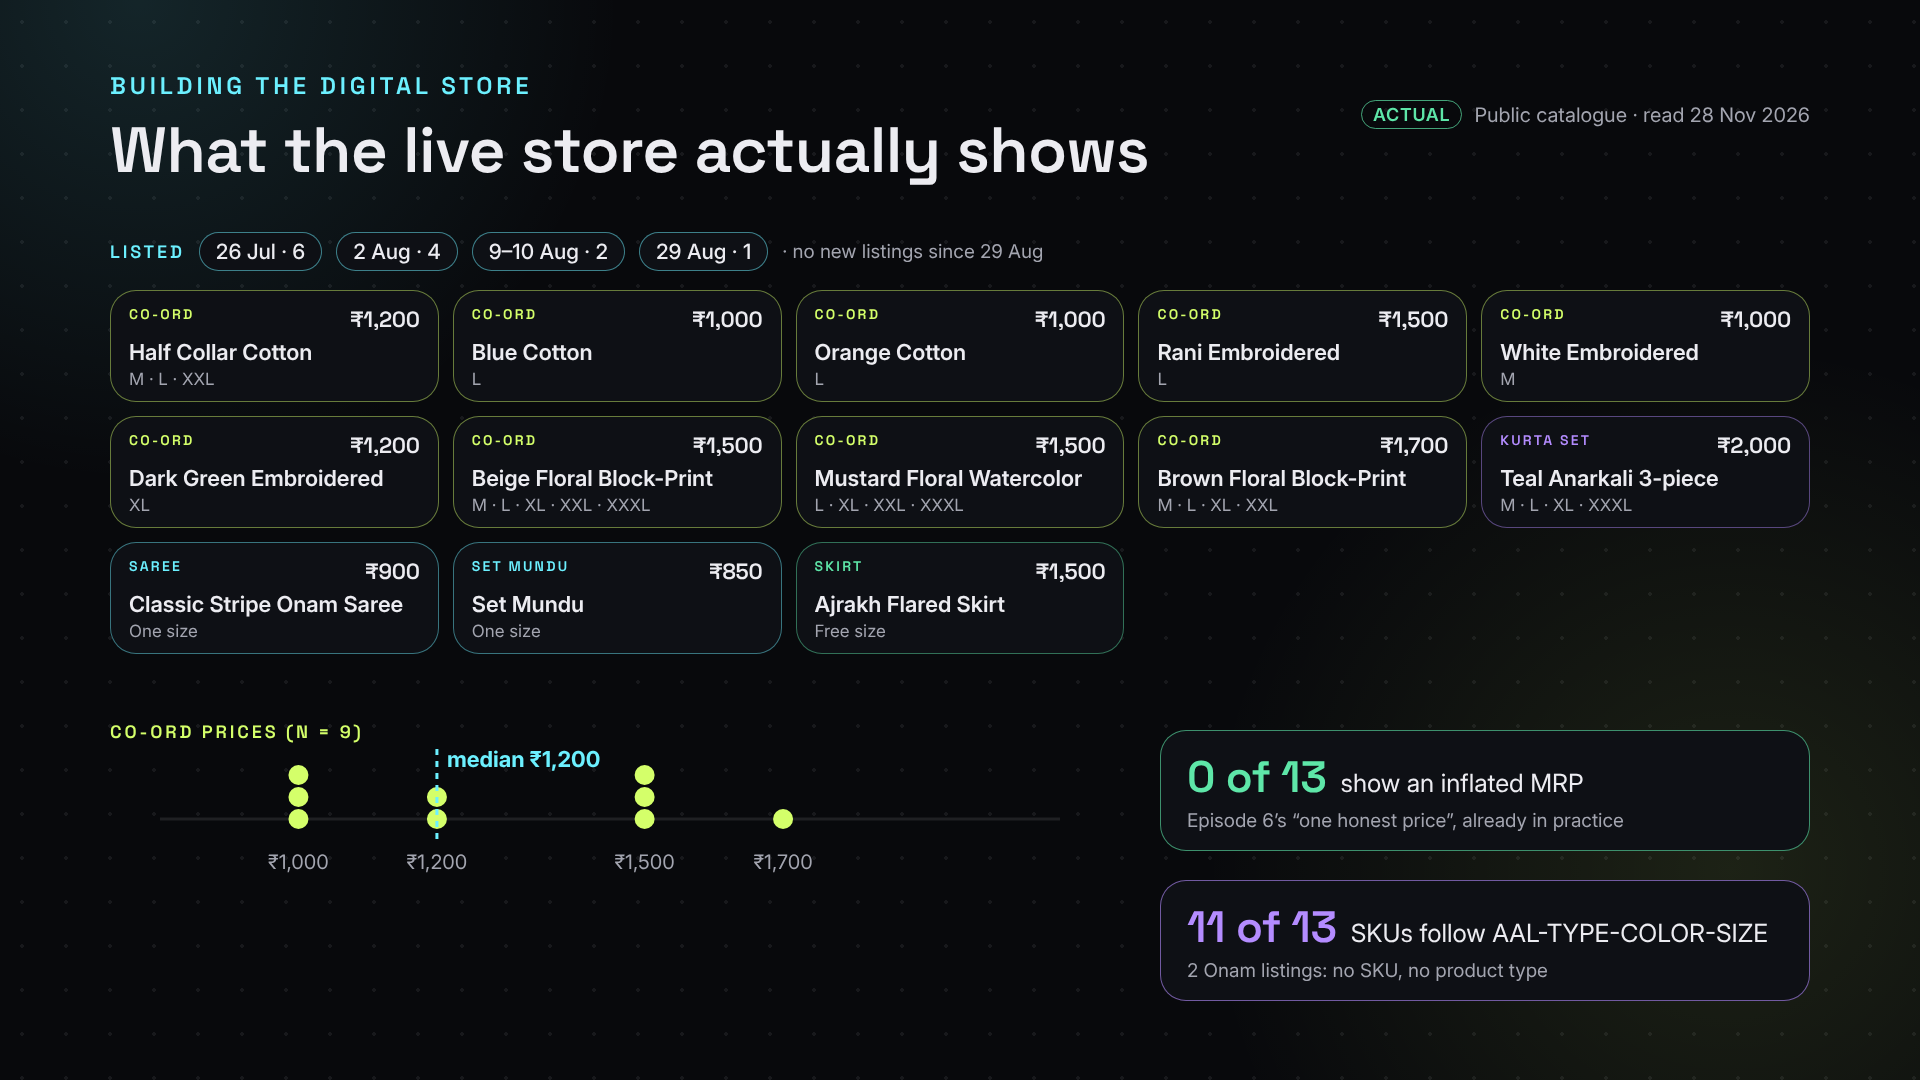 BUILDING THE DIGITAL STORE
What the live store actually shows
ACTUAL Public catalogue · read 28 Nov 2026
LISTED 26 Jul · 6 2 Aug · 4 9–10 Aug · 2 29 Aug · 1 · no new listings since 29 Aug
CO-ORD ₹1,200
Half Collar Cotton
M · L · XXL
CO-ORD ₹1,000
Blue Cotton
L
CO-ORD ₹1,000
Orange Cotton
L
CO-ORD ₹1,500
Rani Embroidered
L
CO-ORD ₹1,000
White Embroidered
M
CO-ORD ₹1,200
Dark Green Embroidered
XL
CO-ORD ₹1,500
Beige Floral Block-Print
M · L · XL · XXL · XXXL
CO-ORD ₹1,500
Mustard Floral Watercolor
L · XL · XXL · XXXL
CO-ORD ₹1,700
Brown Floral Block-Print
M · L · XL · XXL
KURTA SET ₹2,000
Teal Anarkali 3-piece
M · L · XL · XXXL
SAREE ₹900
Classic Stripe Onam Saree
One size
SET MUNDU ₹850
Set Mundu
One size
SKIRT ₹1,500
Ajrakh Flared Skirt
Free size
CO-ORD PRICES (N = 9)
median ₹1,200
₹1,000 ₹1,200 ₹1,500 ₹1,700
0 of 13 show an inflated MRP
Episode 6’s “one honest price”, already in practice
11 of 13 SKUs follow AAL-TYPE-COLOR-SIZE
2 Onam listings: no SKU, no product type